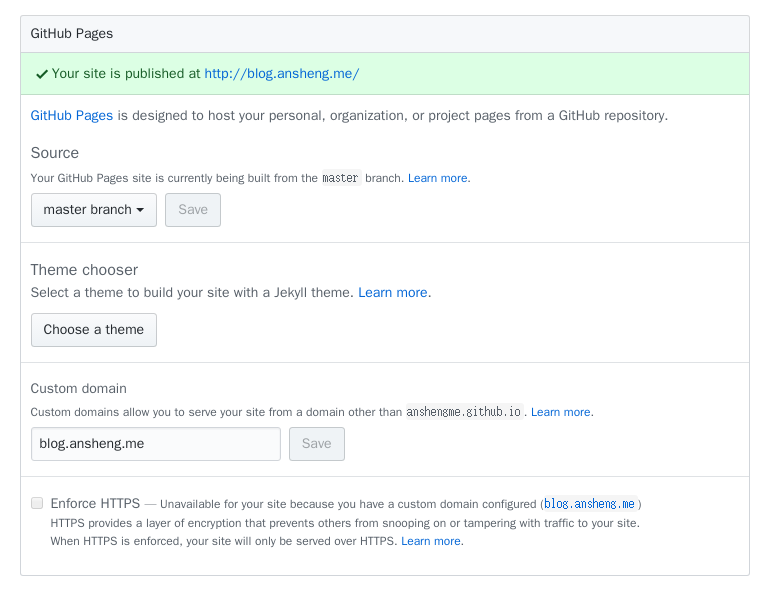 GitHub Pages
Your site is published at http://blog.ansheng.me/
GitHub Pages is designed to host your personal, organization, or project pages from a GitHub repository.
Source
Your GitHub Pages site is currently being built from the master branch. Learn more.
master branch Save
Theme chooser
Select a theme to build your site with a Jekyll theme. Learn more.
Choose a theme
Custom domain
Custom domains allow you to serve your site from a domain other than anshengme.github.io. Learn more.
blog.ansheng.me Save
Enforce HTTPS — Unavailable for your site because you have a custom domain configured (blog.ansheng.me)
HTTPS provides a layer of encryption that prevents others from snooping on or tampering with traffic to your site.
When HTTPS is enforced, your site will only be served over HTTPS. Learn more.